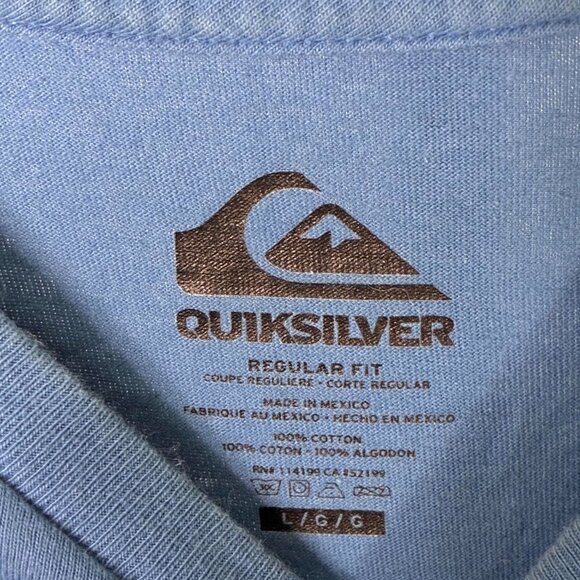 QUIKSILVER
REGULAR FIT
COUPE REGULIERE • CORTE REGULAR
MADE IN MEXICO
FABRIQUE AU MEXICO • HECHO EN MEXICO
100% COTTON
100% COTON • 100% ALGODON
RN# 114199 CA #52199
30C
L/G/G